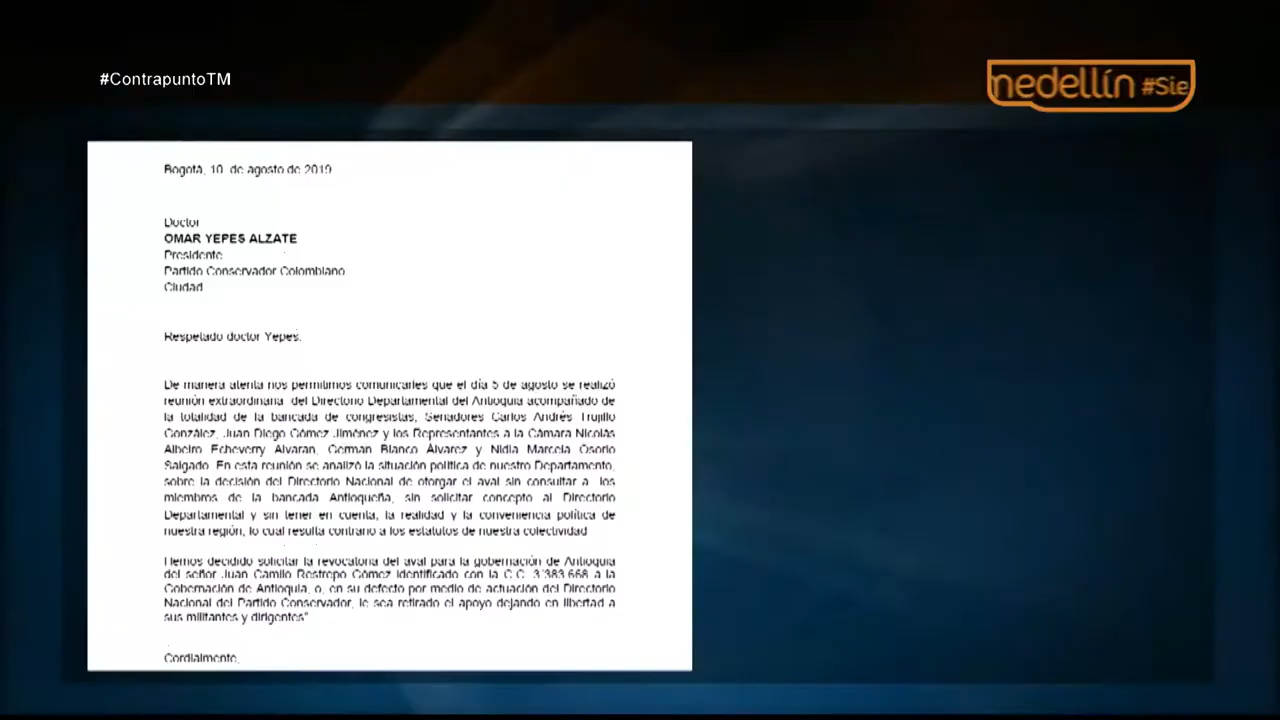 #ContrapuntoTM
nedellín #Sie
Bogotá, 10 de agosto de 2019
Doctor
OMAR YEPES ALZATE
Presidente
Partido Conservador Colombiano
Ciudad
Respetado doctor Yepes:
De manera atenta nos permitimos comunicarles que el día 5 de agosto se realizó
reunión extraordinaria del Directorio Departamental del Antioquia acompañado de
la totalidad de la bancada de congresistas, Senadores Carlos Andrés Trujillo
González, Juan Diego Gómez Jiménez y los Representantes a la Cámara Nicolás
Albeiro Echeverry Alvaran, German Blanco Álvarez y Nidia Marcela Osorio
Salgado. En esta reunión se analizó la situación política de nuestro Departamento,
sobre la decisión del Directorio Nacional de otorgar el aval sin consultar a los
miembros de la bancada Antioqueña, sin solicitar concepto al Directorio
Departamental y sin tener en cuenta, la realidad y la conveniencia política de
nuestra región, lo cual resulta contrario a los estatutos de nuestra colectividad
Hemos decidido solicitar la revocatoria del aval para la gobernación de Antioquia
del señor Juan Camilo Restrepo Gómez identificado con la C.C. 3'383.668 a la
Gobernación de Antioquia, o, en su defecto por medio de actuación del Directorio
Nacional del Partido Conservador, le sea retirado el apoyo dejando en libertad a
sus militantes y dirigentes"
Cordialmente,